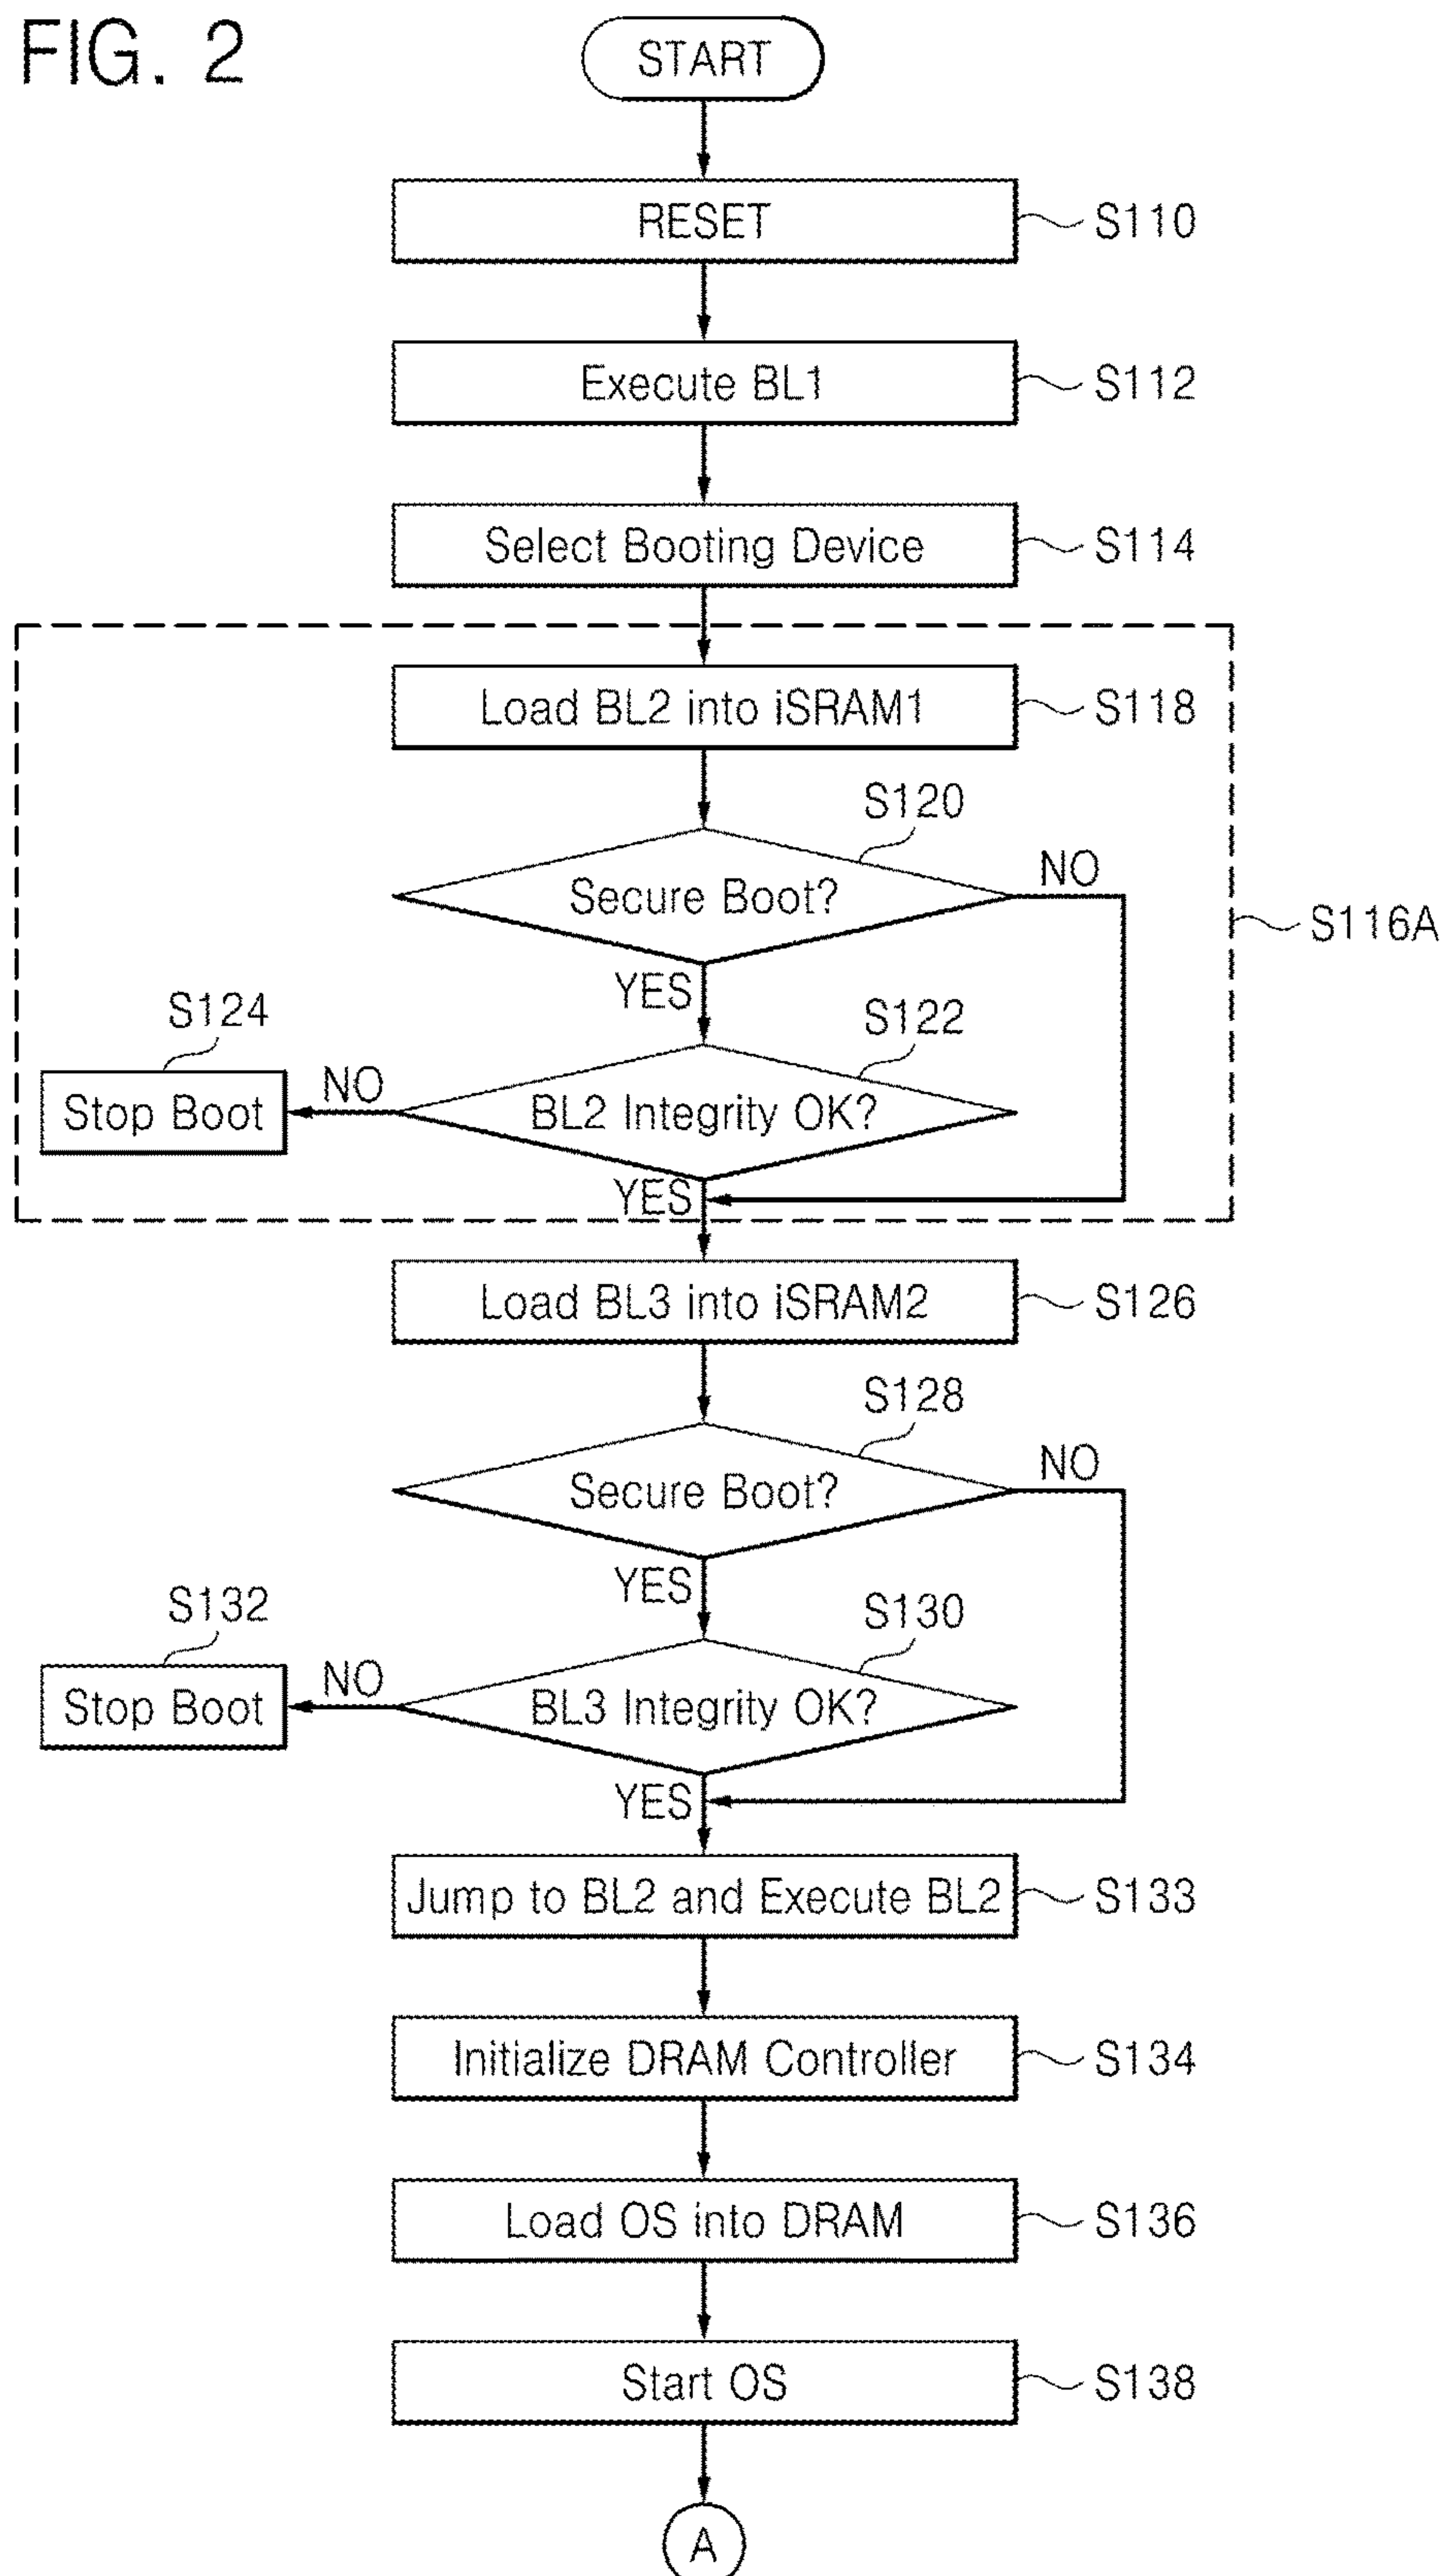 FIG. 2
START
RESET
S110
Execute BL1
S112
Select Booting Device
S114
Load BL2 into iSRAM1
S118
S120
Secure Boot?
NO
S116A
YES
S124
S122
Stop Boot
NO
BL2 Integrity OK?
YES
Load BL3 into iSRAM2
S126
S128
Secure Boot?
NO
YES
S132
S130
Stop Boot
NO
BL3 Integrity OK?
YES
Jump to BL2 and Execute BL2
S133
Initialize DRAM Controller
S134
Load OS into DRAM
S136
Start OS
S138
A